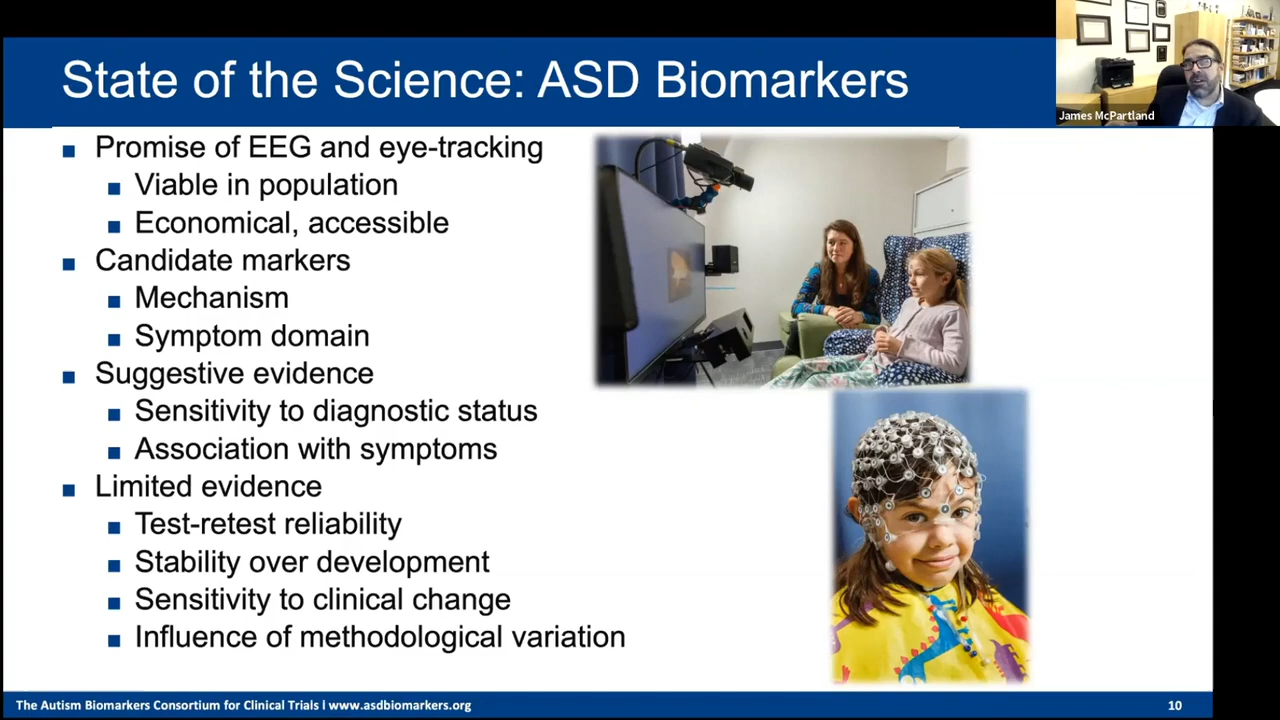 State of the Science: ASD Biomarkers
James McPartland
Promise of EEG and eye-tracking
Viable in population
Economical, accessible
Candidate markers
Mechanism
Symptom domain
Suggestive evidence
Sensitivity to diagnostic status
Association with symptoms
Limited evidence
Test-retest reliability
Stability over development
Sensitivity to clinical change
Influence of methodological variation
The Autism Biomarkers Consortium for Clinical Trials l www.asdbiomarkers.org
10